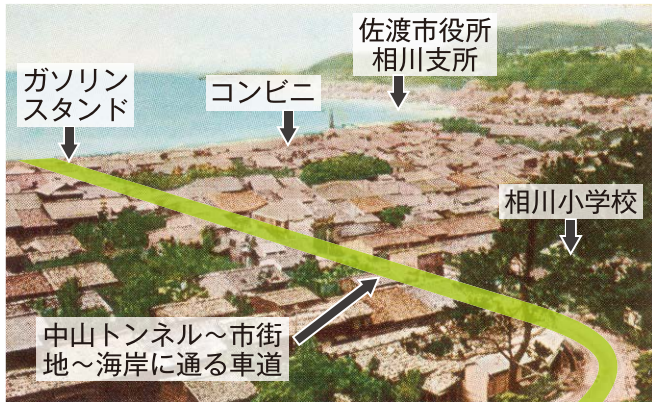 佐渡市役所
相川支所
ガソリン
スタンド
コンビニ
相川小学校
中山トンネル～市街
地～海岸に通る車道